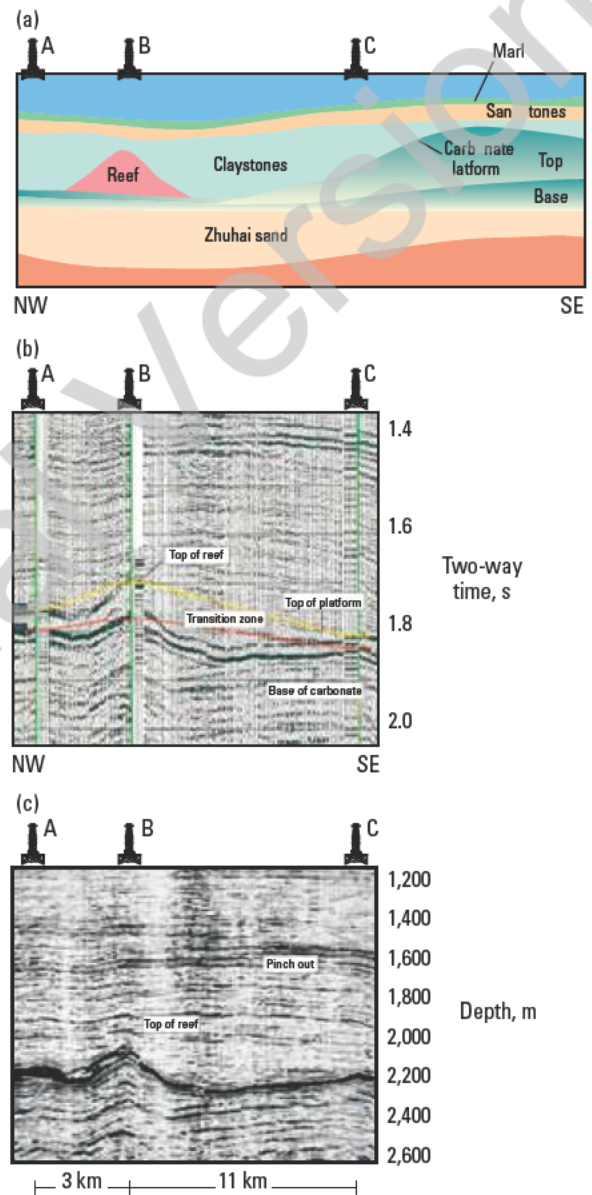 (a)
A B C
Marl
San tones
Carb nate
latform
Top
Reef
Claystones
Base
Zhuhai sand
NW SE
(b)
A B C
1.4
1.6
Top of reef
Two-way
time, s
Top of platform
Transition zone
1.8
Base of carbonate
2.0
NW SE
(c)
A B C
1,200
1,400
1,600
Pinch out
1,800
Top of reef
Depth, m
2,000
2,200
2,400
2,600
3 km 11 km